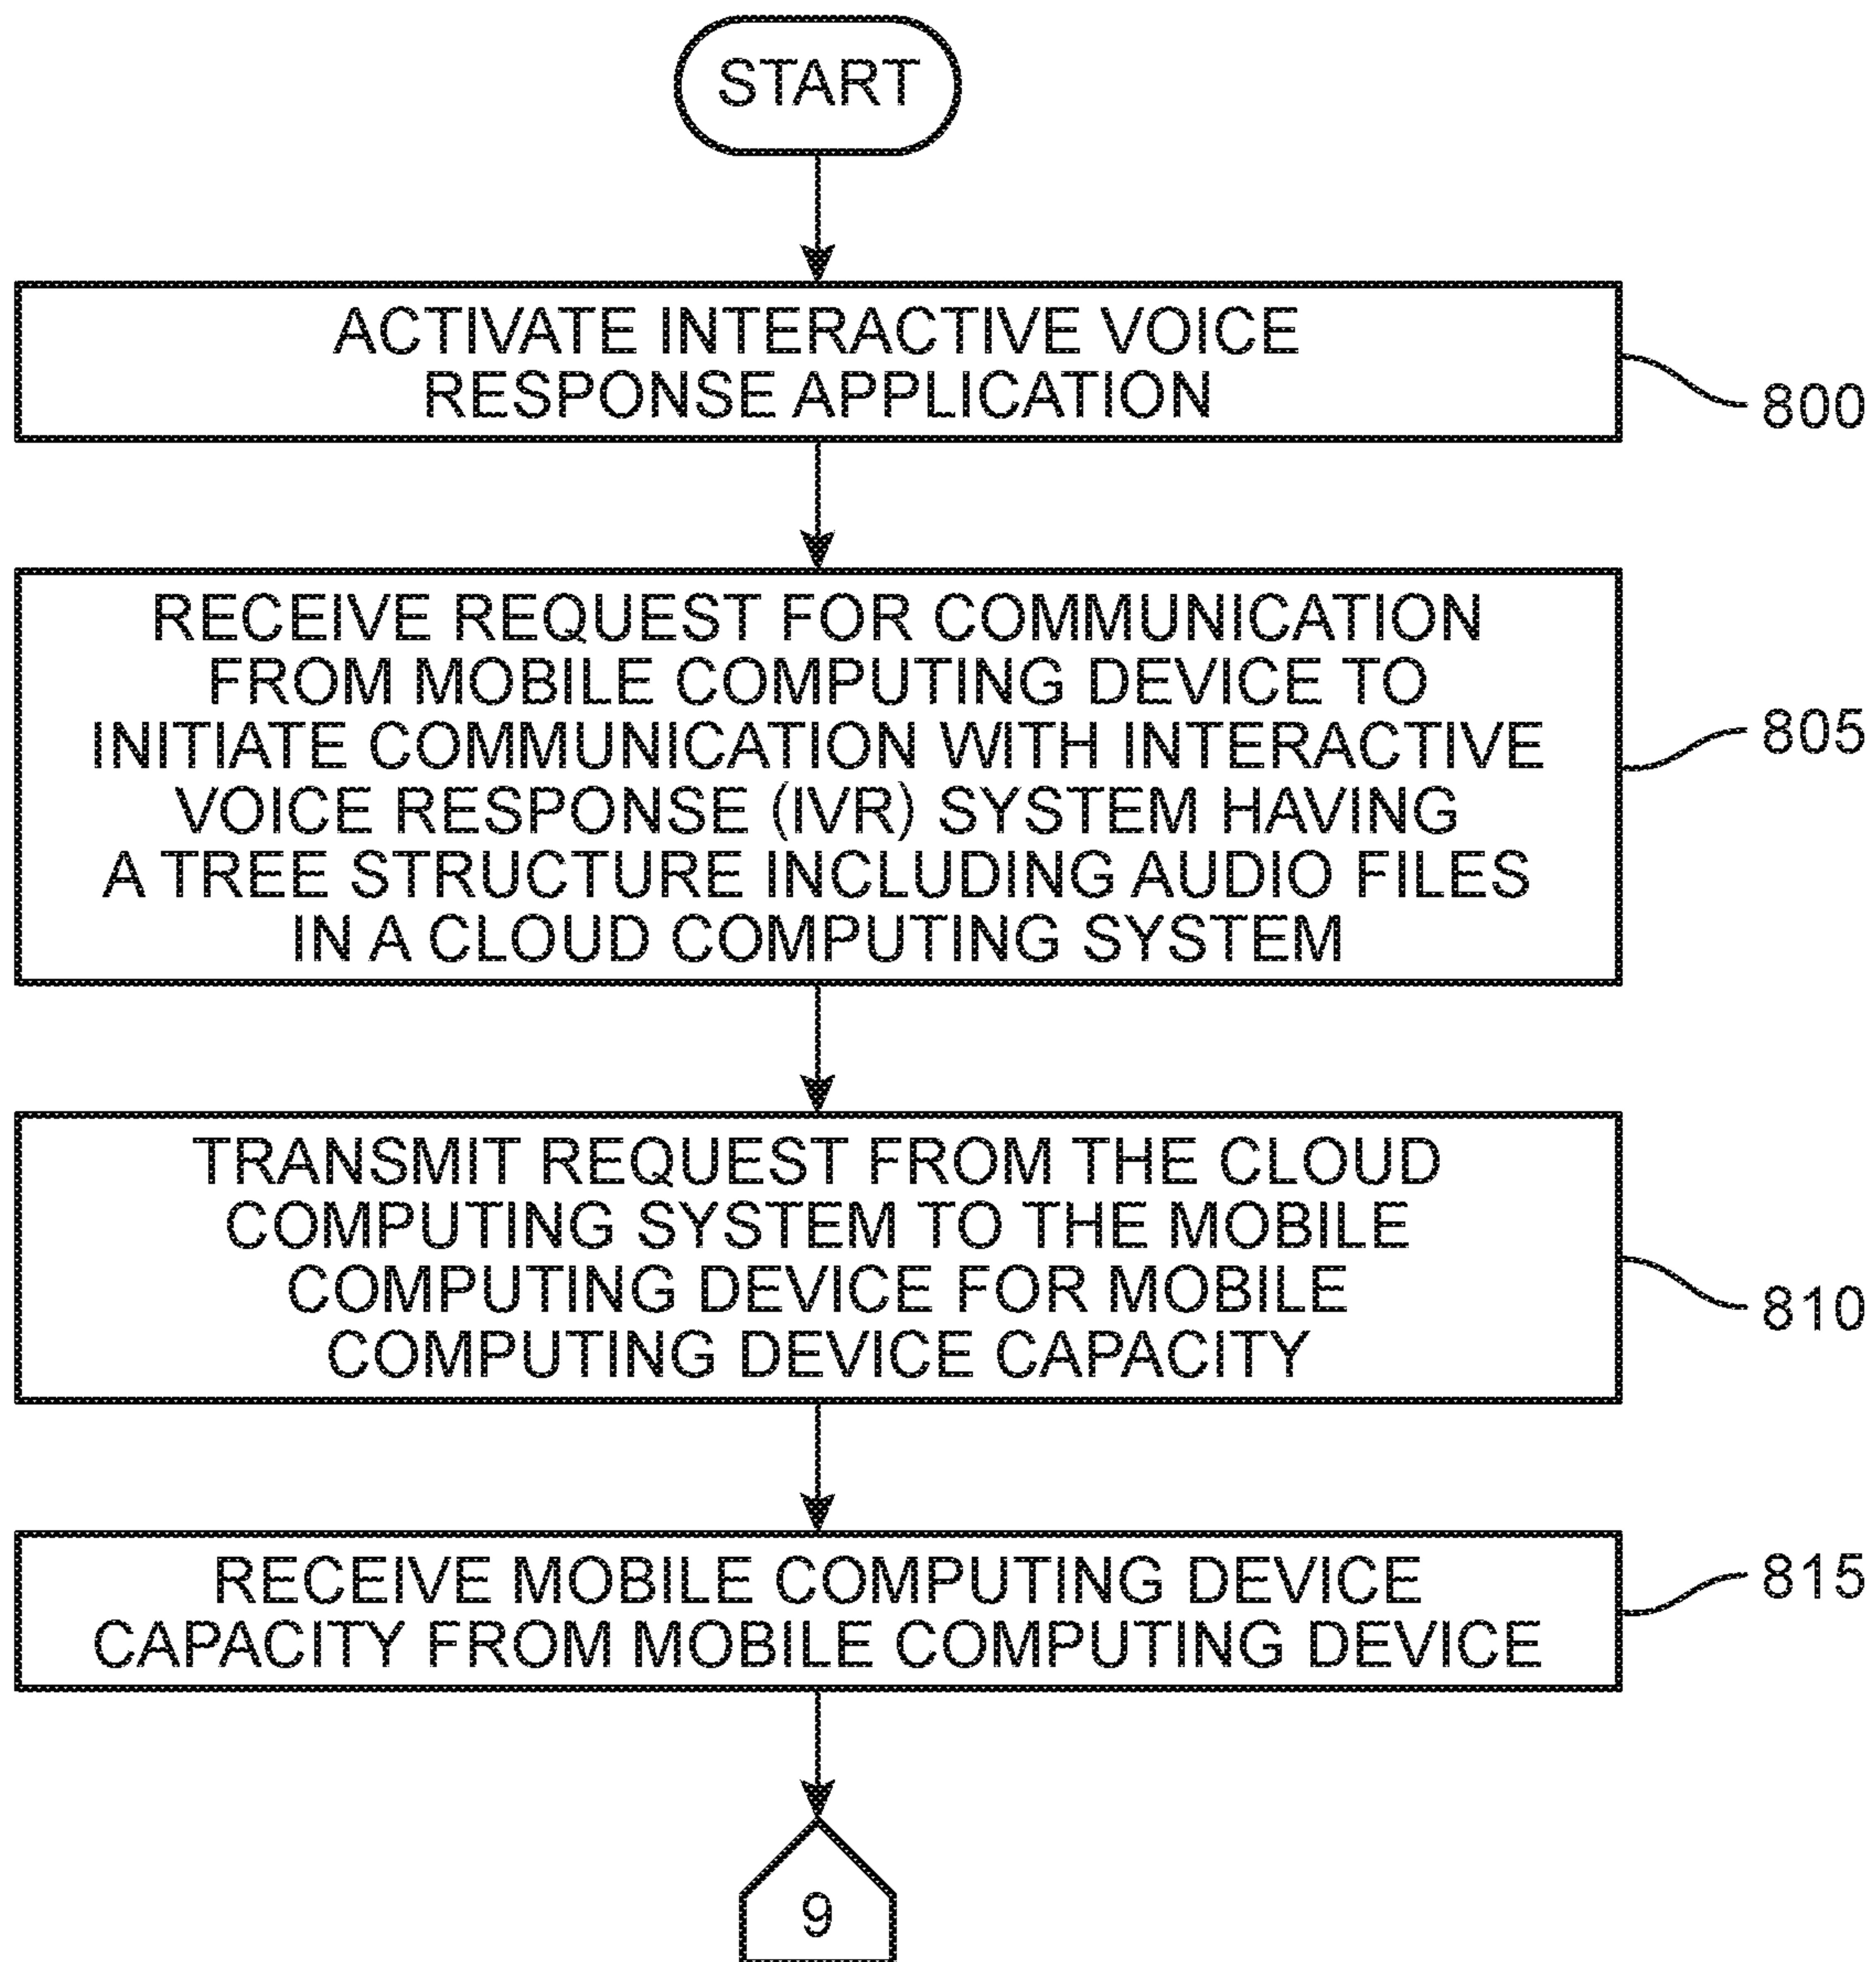 START
ACTIVATE INTERACTIVE VOICE
RESPONSE APPLICATION
800
RECEIVE REQUEST FOR COMMUNICATION
FROM MOBILE COMPUTING DEVICE TO
INITIATE COMMUNICATION WITH INTERACTIVE
VOICE RESPONSE (IVR) SYSTEM HAVING
A TREE STRUCTURE INCLUDING AUDIO FILES
IN A CLOUD COMPUTING SYSTEM
805
TRANSMIT REQUEST FROM THE CLOUD
COMPUTING SYSTEM TO THE MOBILE
COMPUTING DEVICE FOR MOBILE
COMPUTING DEVICE CAPACITY
810
RECEIVE MOBILE COMPUTING DEVICE
CAPACITY FROM MOBILE COMPUTING DEVICE
815
9